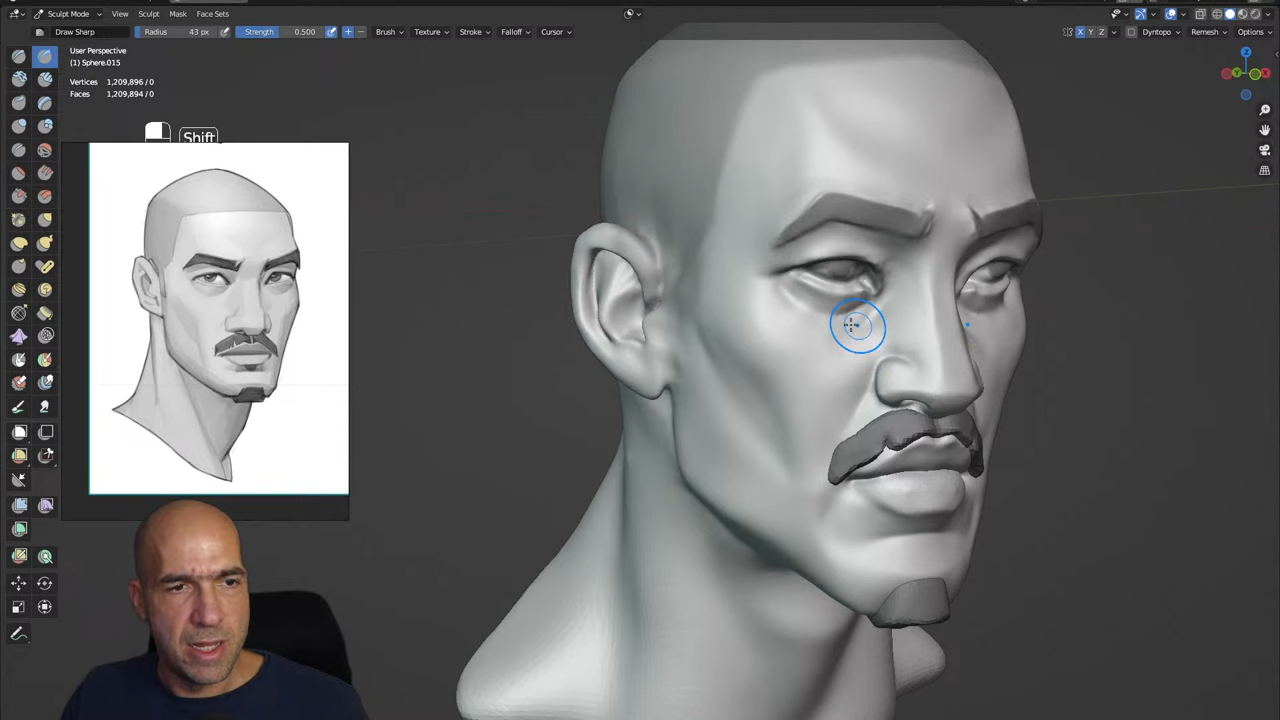 Sculpt Mode View Sculpt Mask Face Sets
Draw Sharp Radius 43 px Strength 0.500 Brush Texture Stroke Falloff Cursor X Y Z Dyntopo Remesh Options
User Perspective
(1) Sphere.015
Vertices 1,209,896 / 0
Faces 1,209,894 / 0
Shift
Z
Y X